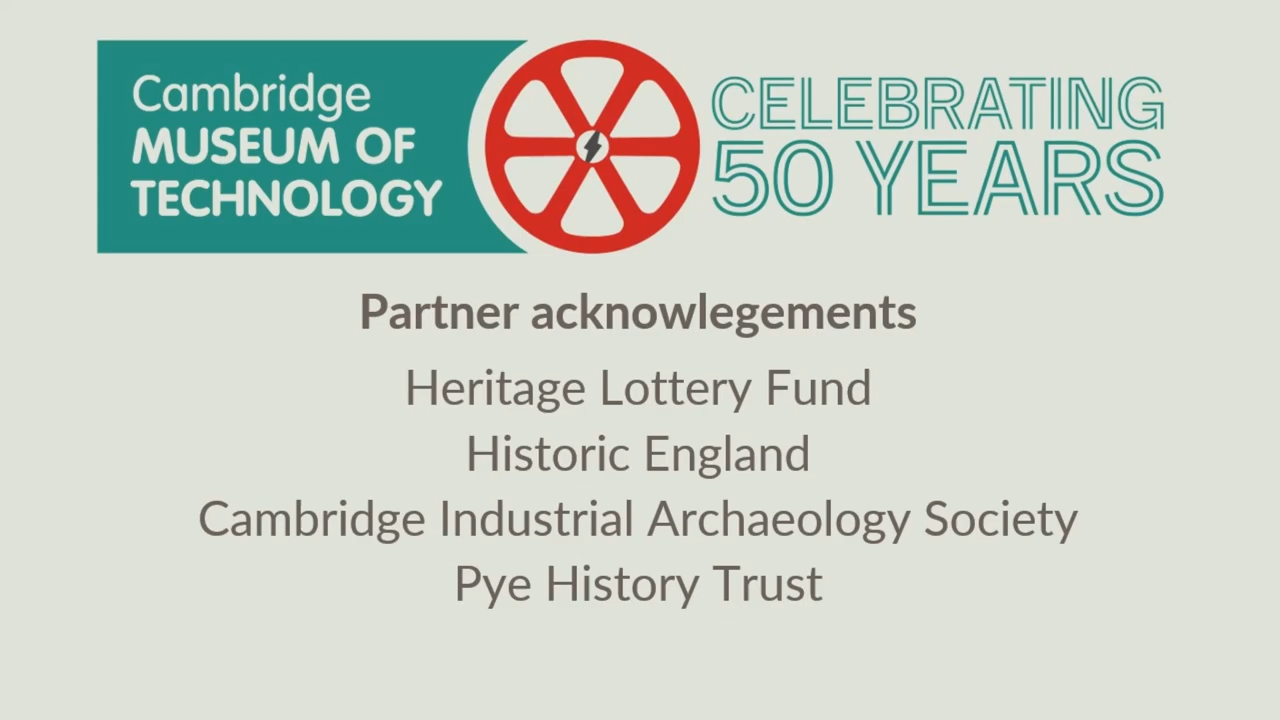 Cambridge
MUSEUM OF
TECHNOLOGY
CELEBRATING
50 YEARS
Partner acknowlegements
Heritage Lottery Fund
Historic England
Cambridge Industrial Archaeology Society
Pye History Trust